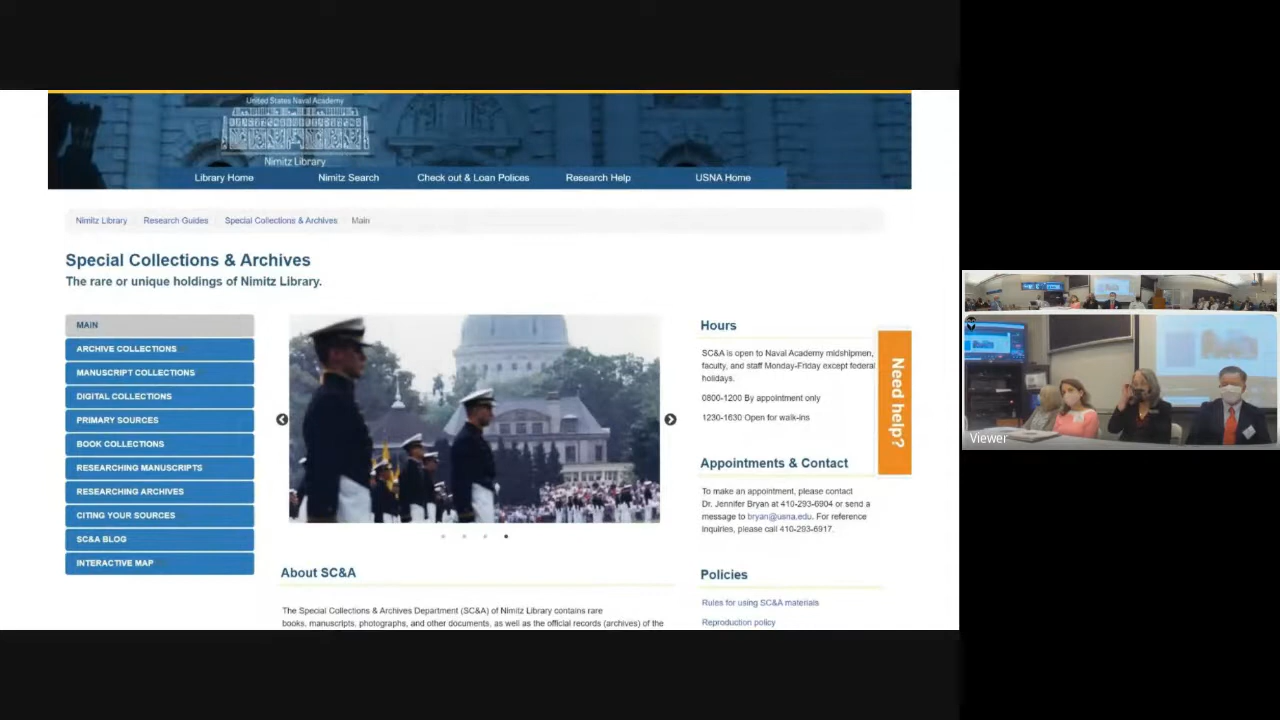 United States Naval Academy
Nimitz Library
Library Home Nimitz Search Check out & Loan Polices Research Help USNA Home
Nimitz Library Research Guides Special Collections & Archives Main
Special Collections & Archives
The rare or unique holdings of Nimitz Library.
MAIN
ARCHIVE COLLECTIONS
MANUSCRIPT COLLECTIONS
DIGITAL COLLECTIONS
PRIMARY SOURCES
BOOK COLLECTIONS
RESEARCHING MANUSCRIPTS
RESEARCHING ARCHIVES
CITING YOUR SOURCES
SC&A BLOG
INTERACTIVE MAP
About SC&A
The Special Collections & Archives Department (SC&A) of Nimitz Library contains rare
books, manuscripts, photographs, and other documents, as well as the official records (archives) of the
Hours
SC&A is open to Naval Academy midshipmen,
faculty, and staff Monday-Friday except federal
holidays.
0800-1200 By appointment only
1230-1630 Open for walk-ins
Appointments & Contact
To make an appointment, please contact
Dr. Jennifer Bryan at 410-293-6904 or send a
message to bryan@usna.edu. For reference
inquiries, please call 410-293-6917.
Policies
Rules for using SC&A materials
Reproduction policy
Need help?
Viewer